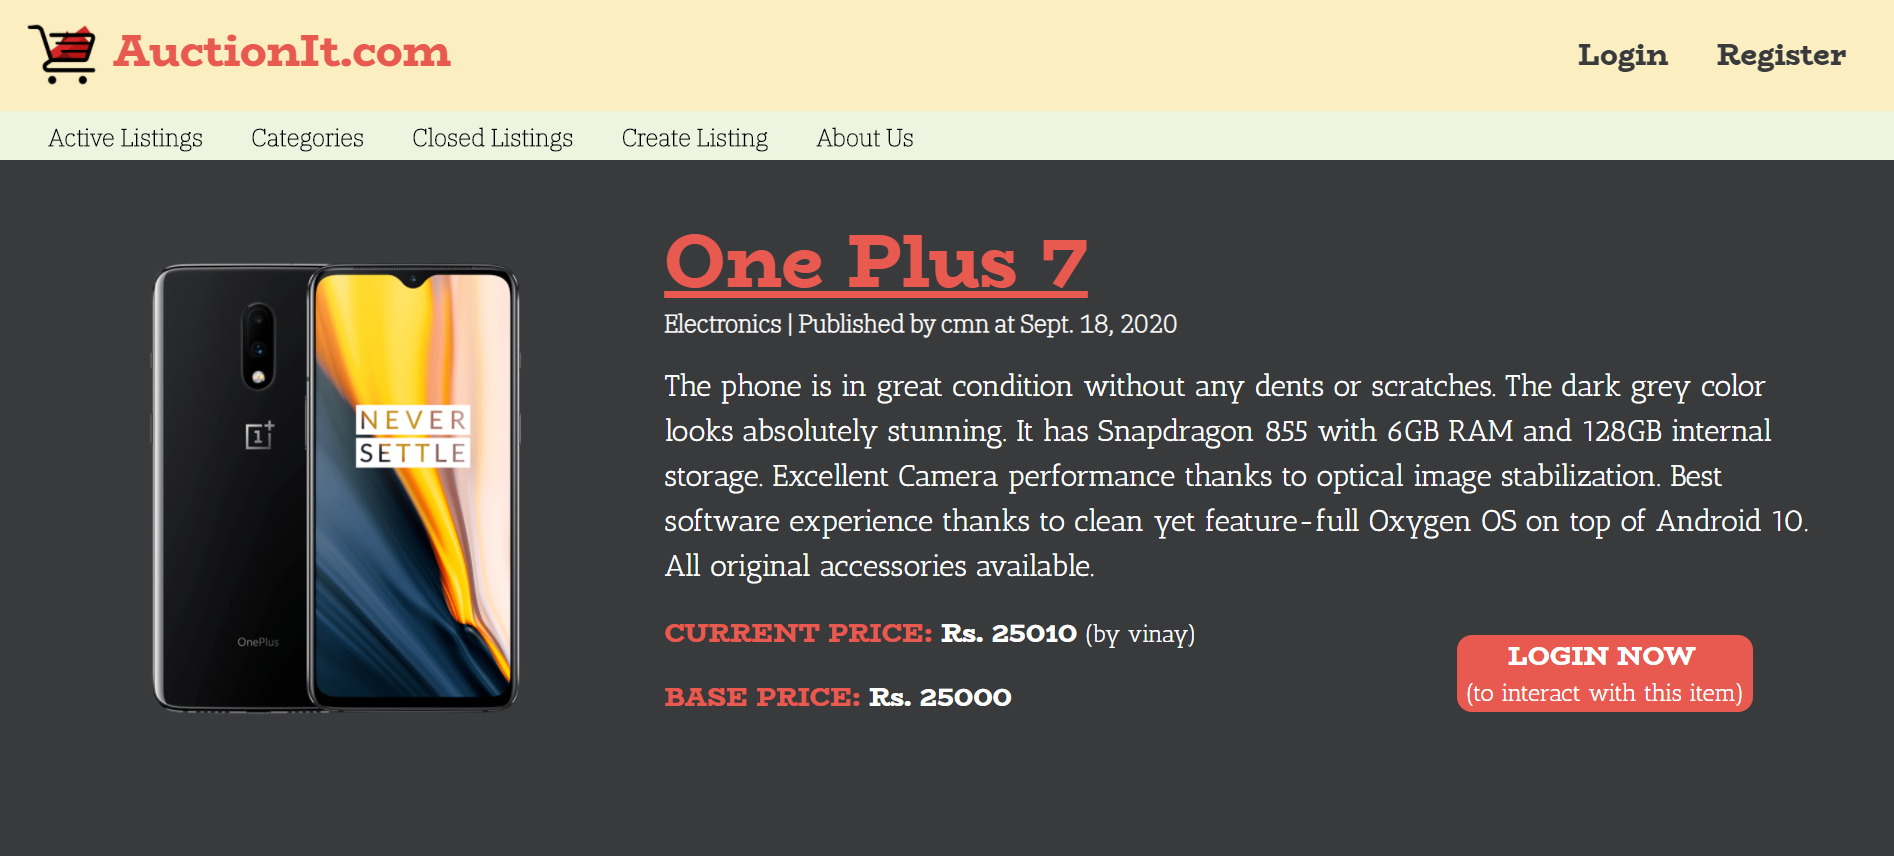 AuctionIt.com
Login Register
Active Listings Categories Closed Listings Create Listing About Us
One Plus 7
Electronics | Published by cmn at Sept. 18, 2020
The phone is in great condition without any dents or scratches. The dark grey color
looks absolutely stunning. It has Snapdragon 855 with 6GB RAM and 128GB internal
storage. Excellent Camera performance thanks to optical image stabilization. Best
software experience thanks to clean yet feature-full Oxygen OS on top of Android 10.
All original accessories available.
CURRENT PRICE: Rs. 25010 (by vinay)
BASE PRICE: Rs. 25000
LOGIN NOW
(to interact with this item)
NEVER
SETTLE
1+
OnePlus